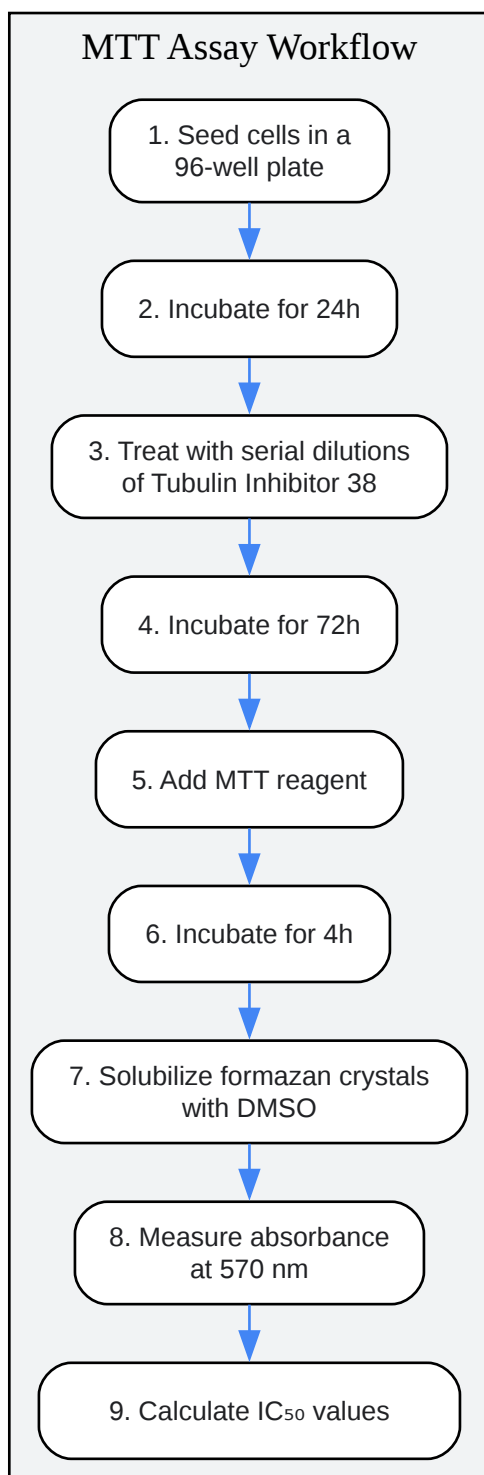 MTT Assay Workflow
1. Seed cells in a
96-well plate
2. Incubate for 24h
3. Treat with serial dilutions
of Tubulin Inhibitor 38
4. Incubate for 72h
5. Add MTT reagent
6. Incubate for 4h
7. Solubilize formazan crystals
with DMSO
8. Measure absorbance
at 570 nm
9. Calculate IC₅₀ values